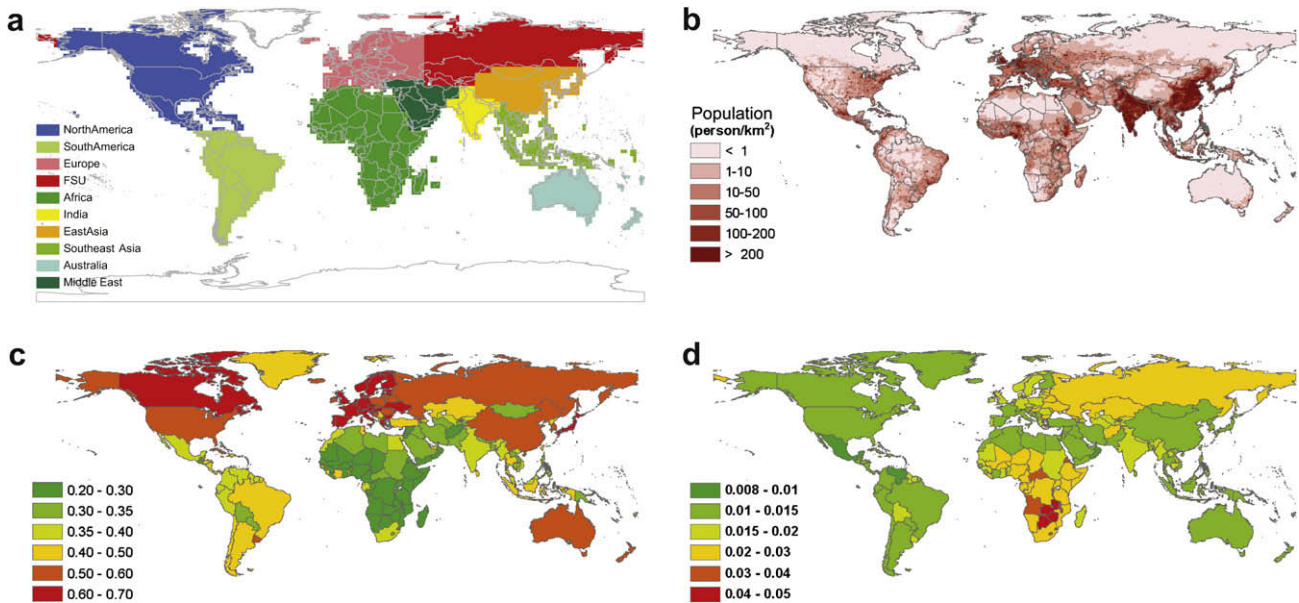 a
NorthAmerica
SouthAmerica
Europe
FSU
Africa
India
EastAsia
Southeast Asia
Australia
Middle East
b
Population
(person/km²)
< 1
1-10
10-50
50-100
100-200
> 200
c
0.20 - 0.30
0.30 - 0.35
0.35 - 0.40
0.40 - 0.50
0.50 - 0.60
0.60 - 0.70
d
0.008 - 0.01
0.01 - 0.015
0.015 - 0.02
0.02 - 0.03
0.03 - 0.04
0.04 - 0.05